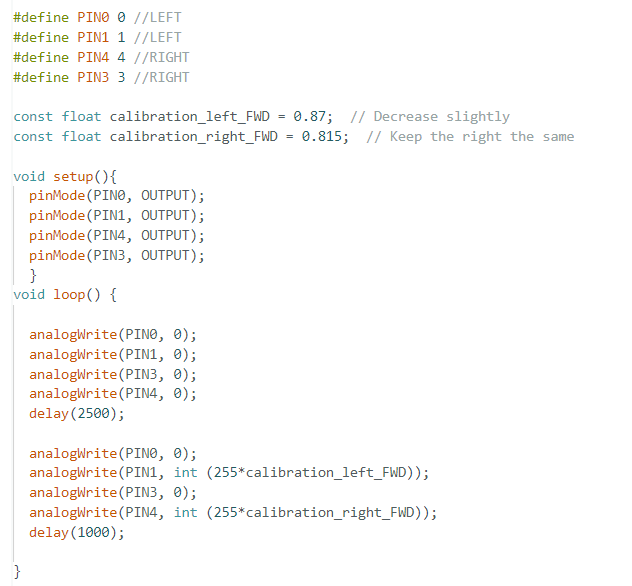 #define PIN0 0 //LEFT
#define PIN1 1 //LEFT
#define PIN4 4 //RIGHT
#define PIN3 3 //RIGHT
const float calibration_left_FWD = 0.87;  // Decrease slightly
const float calibration_right_FWD = 0.815;  // Keep the right the same
void setup(){
  pinMode(PIN0, OUTPUT);
  pinMode(PIN1, OUTPUT);
  pinMode(PIN4, OUTPUT);
  pinMode(PIN3, OUTPUT);
  }
void loop() {
  analogWrite(PIN0, 0);
  analogWrite(PIN1, 0);
  analogWrite(PIN3, 0);
  analogWrite(PIN4, 0);
  delay(2500);
  analogWrite(PIN0, 0);
  analogWrite(PIN1, int (255*calibration_left_FWD));
  analogWrite(PIN3, 0);
  analogWrite(PIN4, int (255*calibration_right_FWD));
  delay(1000);
}